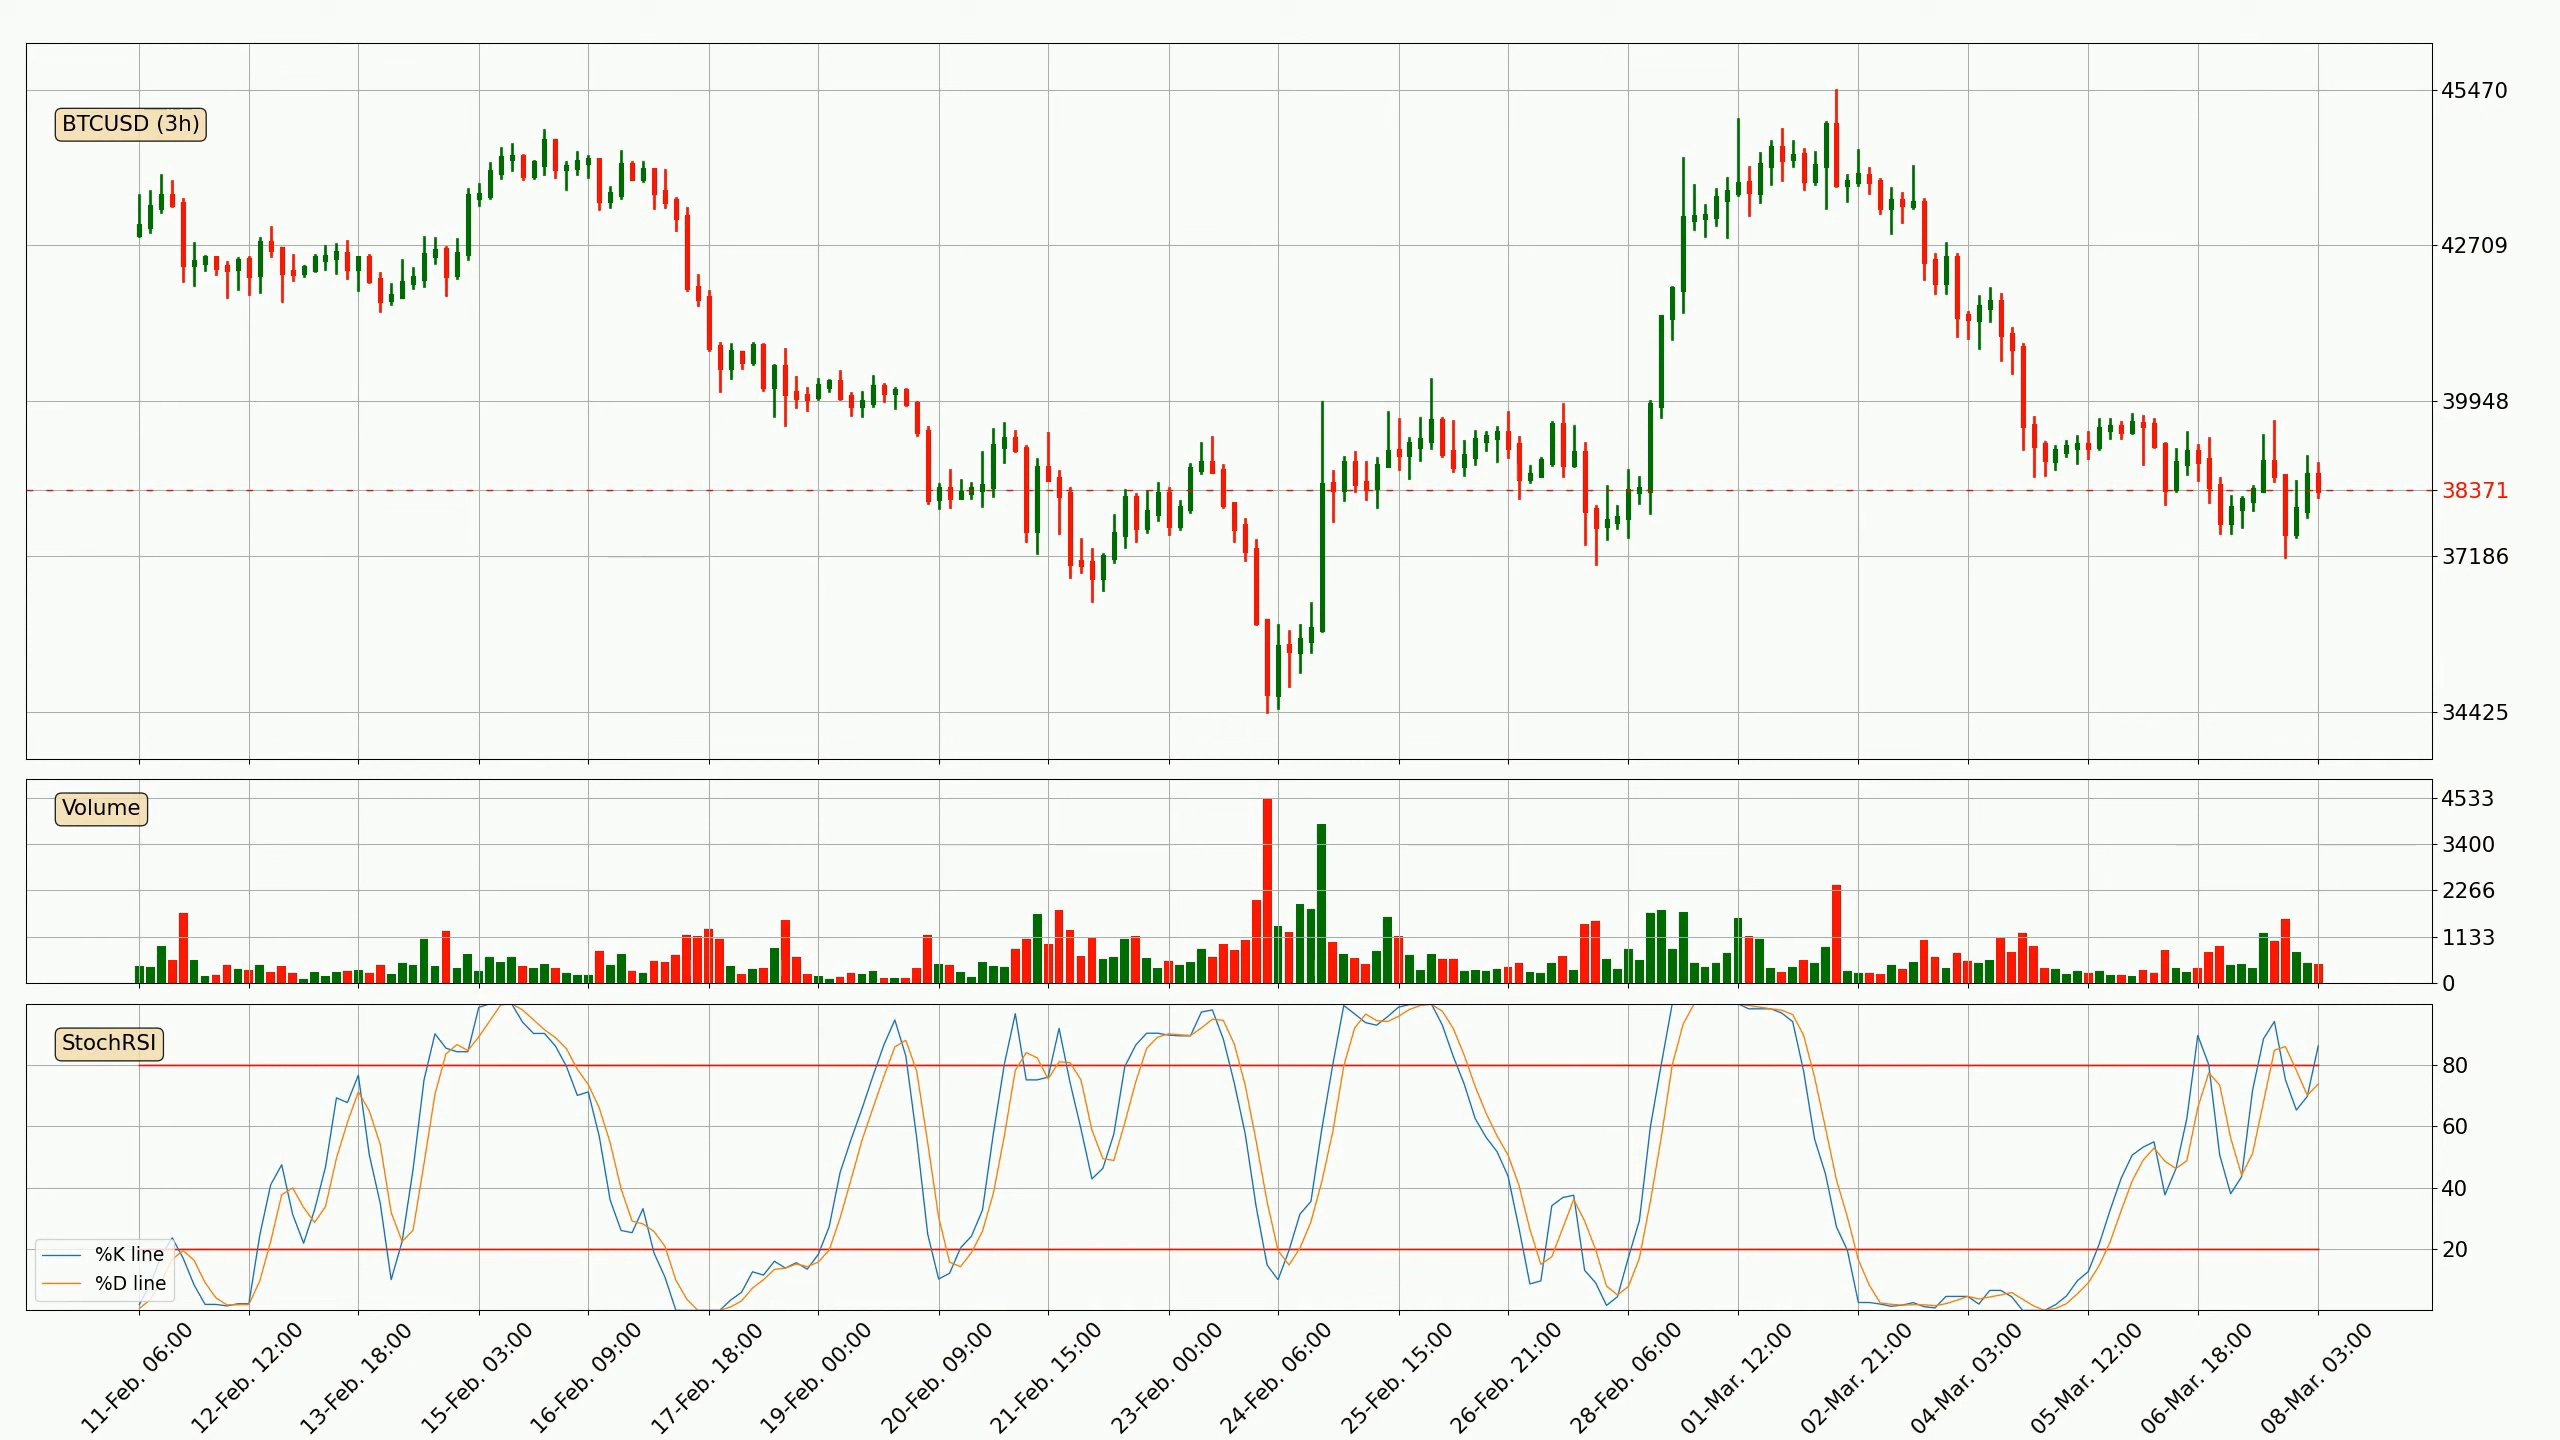 BTCUSD (3h)
45470
42709
39948
38371
37186
34425
Volume
4533
3400
2266
1133
0
StochRSI
80
60
40
20
%K line
%D line
11-Feb. 06:00
12-Feb. 12:00
13-Feb. 18:00
15-Feb. 03:00
16-Feb. 09:00
17-Feb. 18:00
19-Feb. 00:00
20-Feb. 09:00
21-Feb. 15:00
23-Feb. 00:00
24-Feb. 06:00
25-Feb. 15:00
26-Feb. 21:00
28-Feb. 06:00
01-Mar. 12:00
02-Mar. 21:00
04-Mar. 03:00
05-Mar. 12:00
06-Mar. 18:00
08-Mar. 03:00